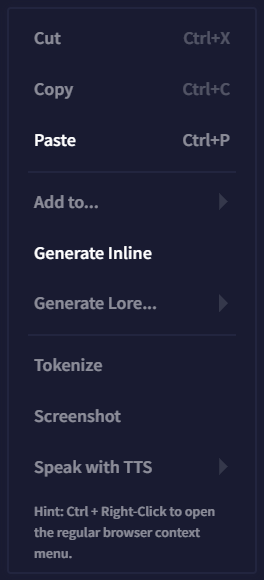 Cut Ctrl+X
Copy Ctrl+C
Paste Ctrl+P
Add to...
Generate Inline
Generate Lore...
Tokenize
Screenshot
Speak with TTS
Hint: Ctrl + Right-Click to open
the regular browser context
menu.